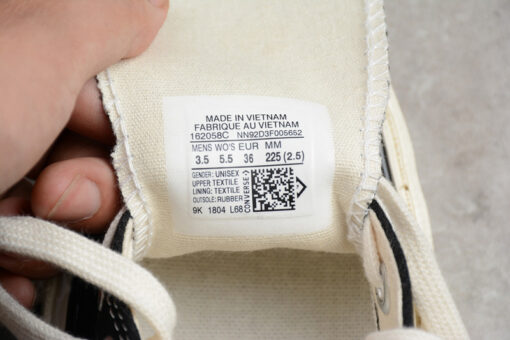 MADE IN VIETNAM
FABRIQUE AU VIETNAM
162058C NN92D3F005652
MENS WO'S EUR MM
3.5 5.5 36 225 (2.5)
GENDER: UNISEX
UPPER:TEXTILE
LINING: TEXTILE
OUTSOLE: RUBBER
9K 1804 L68
CONVERSE